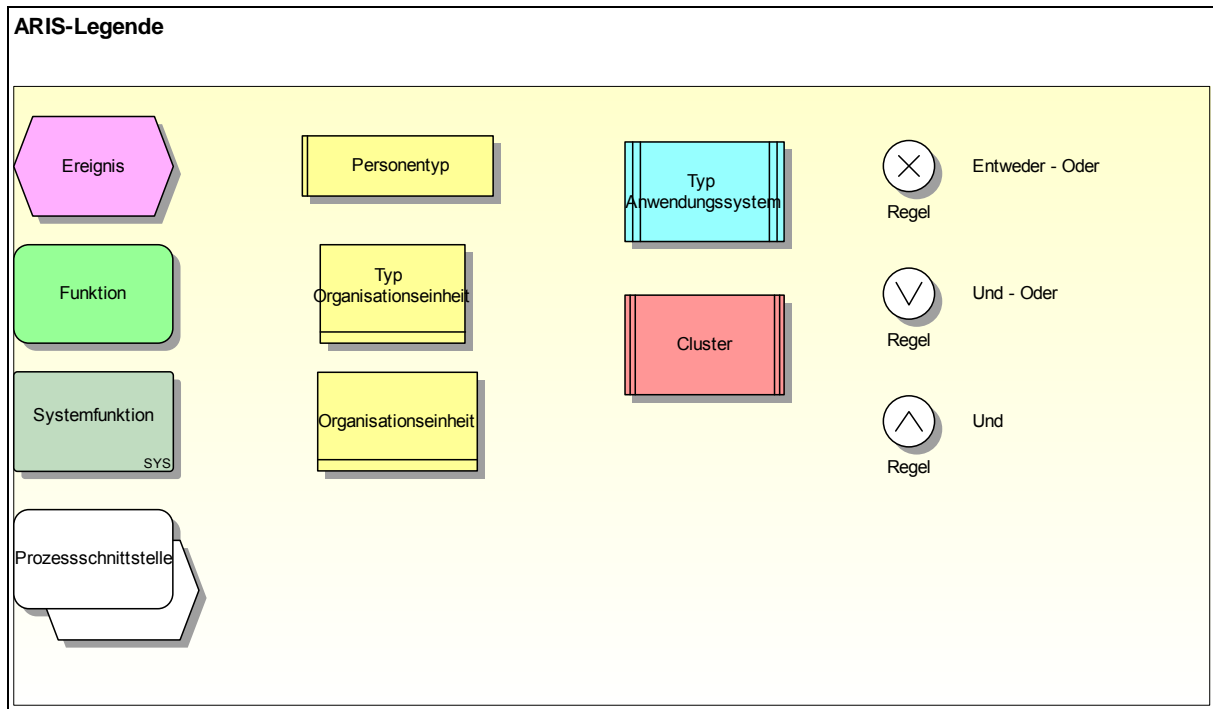 ARIS-Legende
Ereignis
Personentyp
Typ
Anwendungssystem
Entweder - Oder
Regel
Funktion
Typ
Organisationseinheit
Und - Oder
Regel
Cluster
Systemfunktion
SYS
Organisationseinheit
Und
Regel
Prozessschnittstelle